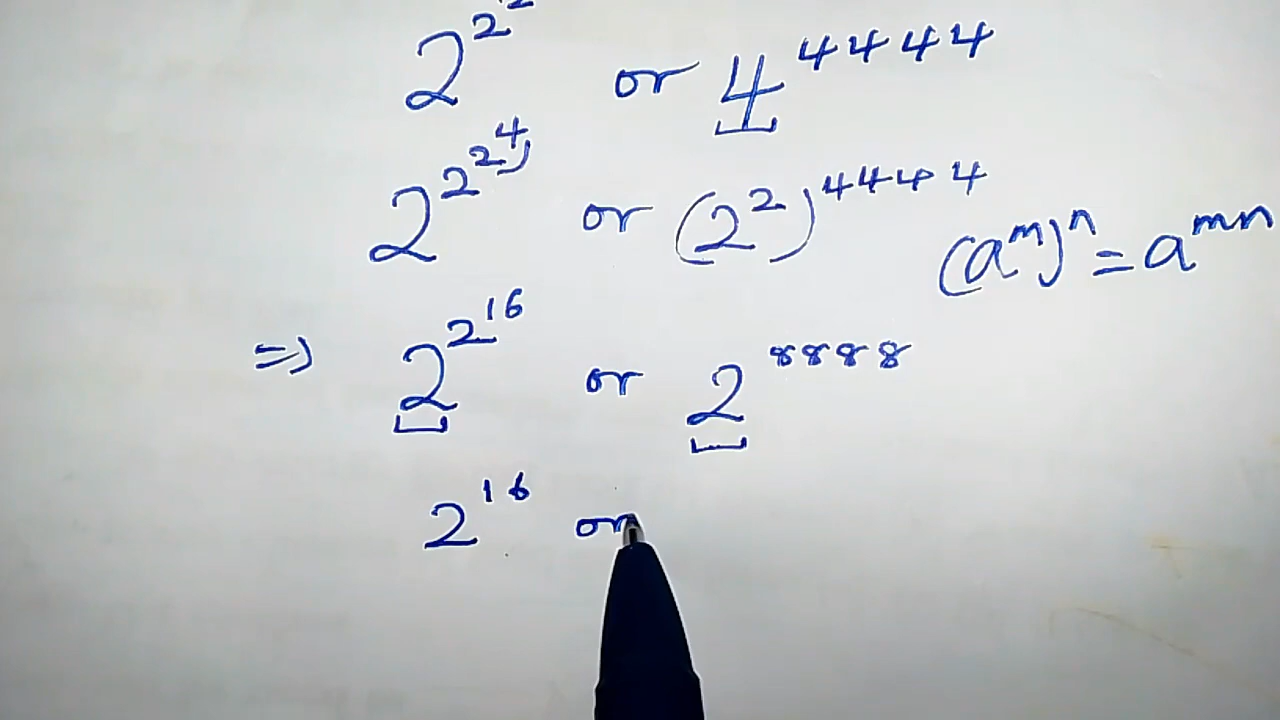 2^2^2 or 4^4444
2^2^2^4 or (2^2)^4444
(a^m)^n = a^mn
=> 2^2^16 or 2^8888
2^16 or